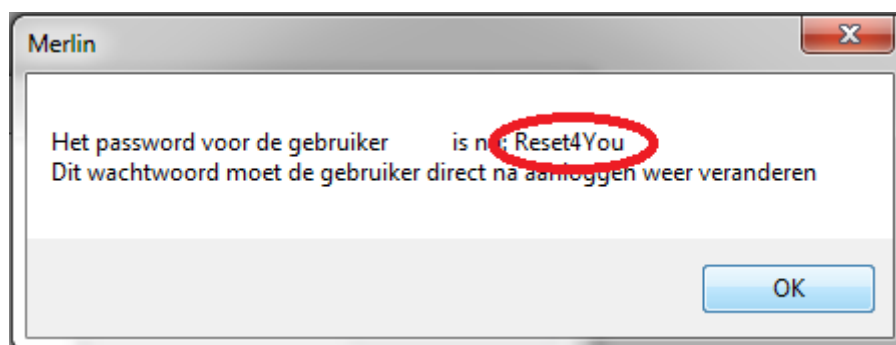 Merlin
Het password voor de gebruiker is Reset4You
Dit wachtwoord moet de gebruiker direct na aanloggen weer veranderen
OK